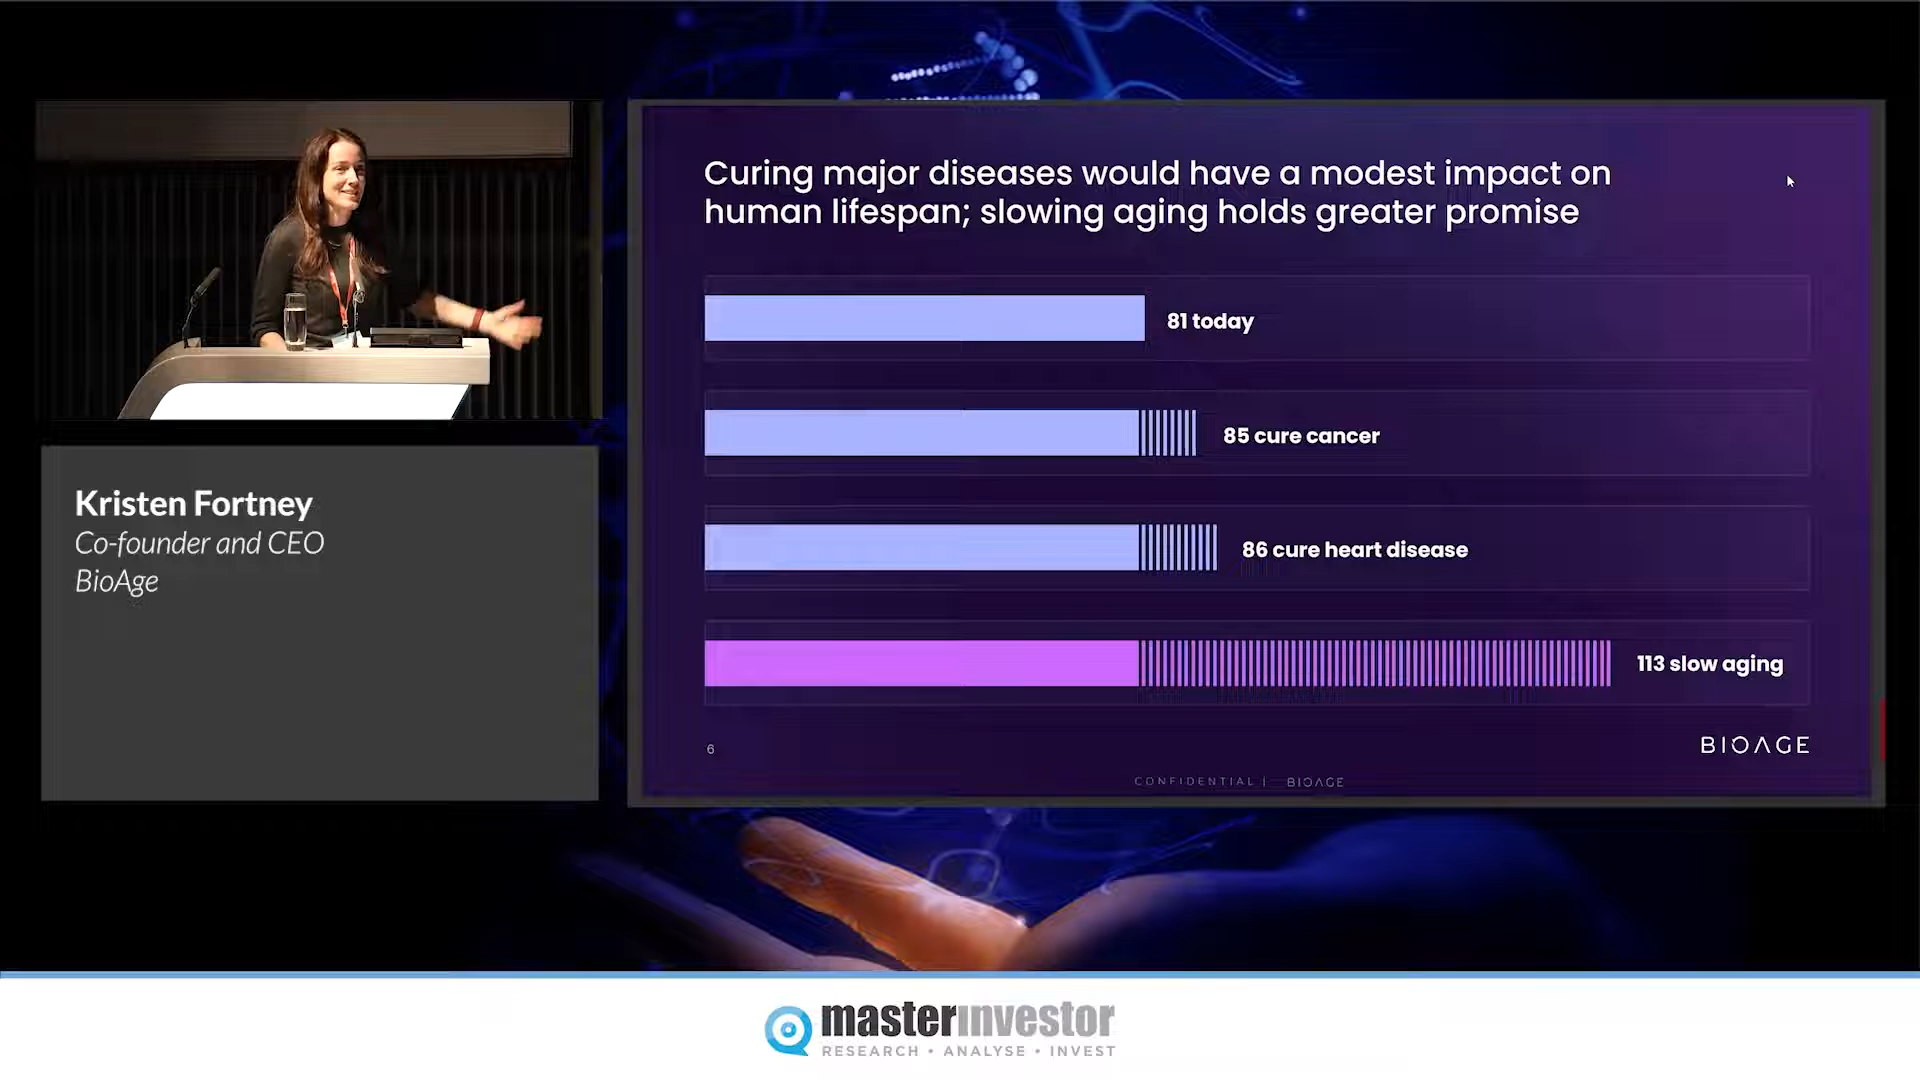 Curing major diseases would have a modest impact on
human lifespan; slowing aging holds greater promise
81 today
85 cure cancer
86 cure heart disease
113 slow aging
6
BIOAGE
CONFIDENTIAL | BIOAGE
Kristen Fortney
Co-founder and CEO
BioAge
masterinvestor
RESEARCH • ANALYSE • INVEST